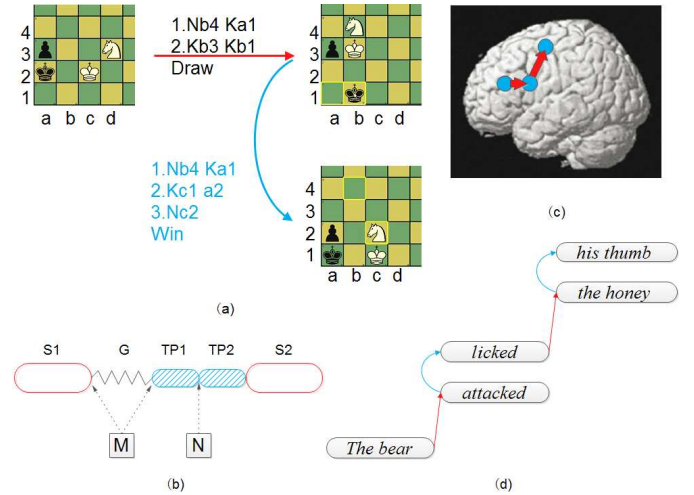 4
3
2
1
a b c d
1.Nb4 Ka1
2.Kb3 Kb1
Draw
4
3
2
1
a b c d
1.Nb4 Ka1
2.Kc1 a2
3.Nc2
Win
4
3
2
1
a b c d
(a)
(c)
S1 G TP1 TP2 S2
M N
(b)
his thumb
the honey
licked
attacked
The bear
(d)